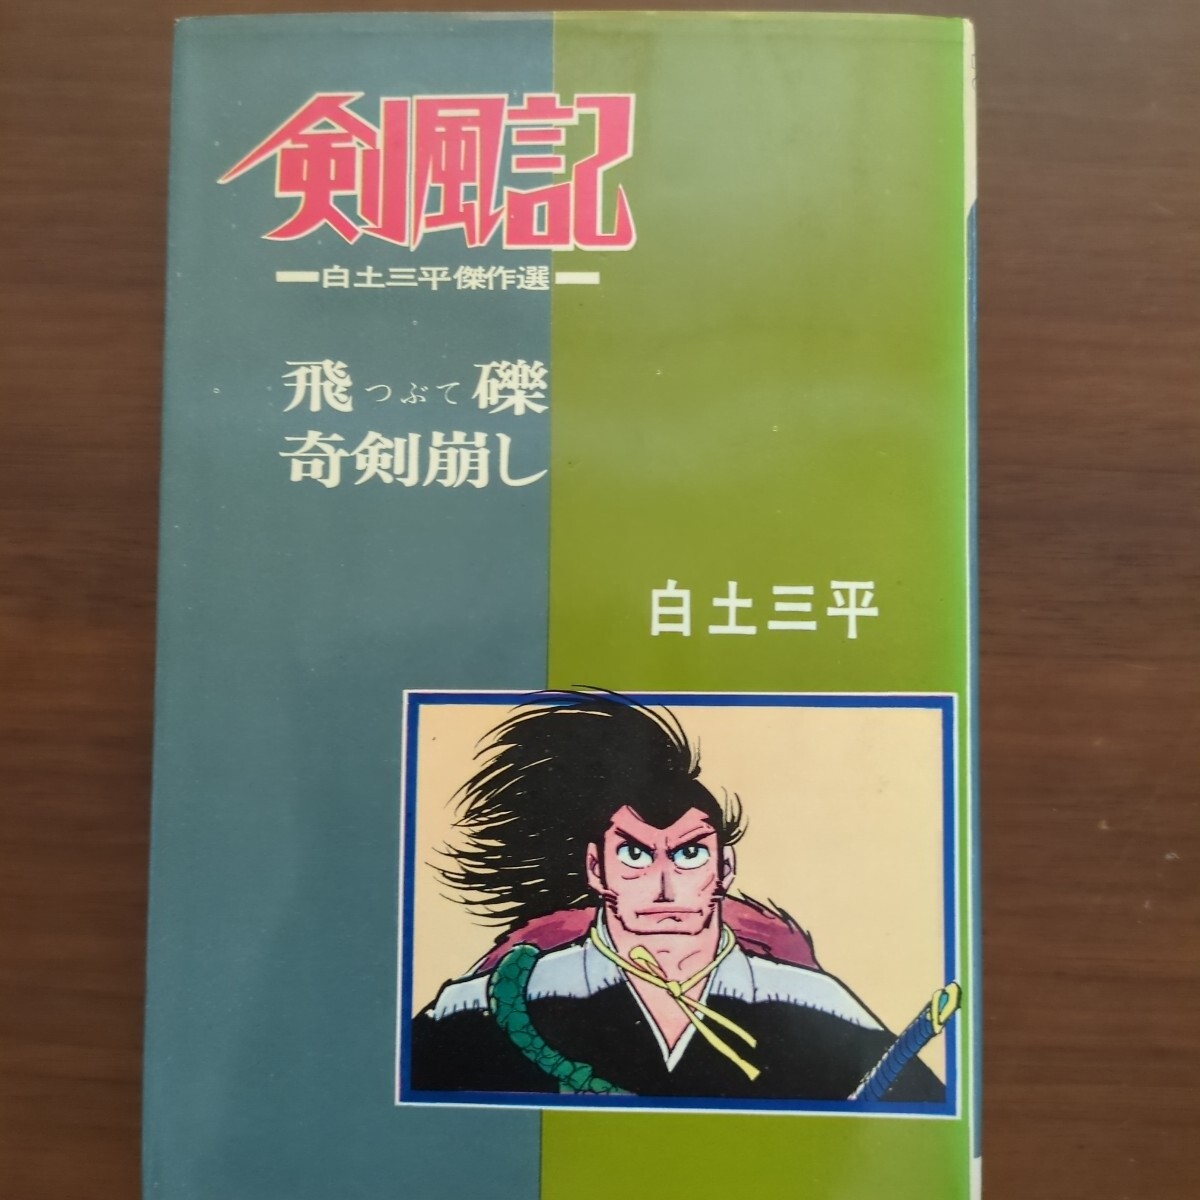 剣風記
白土三平傑作選
飛つぶて礫
奇剣崩し
白土三平